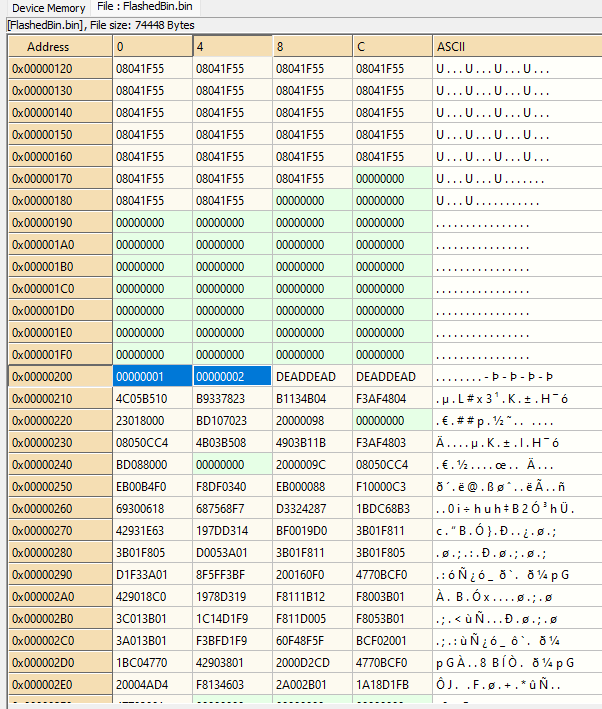 Device Memory File : FlashedBin.bin
[FlashedBin.bin], File size: 74448 Bytes
Address 0 4 8 C ASCII
0x00000120 08041F55 08041F55 08041F55 08041F55 U...U...U...U...
0x00000130 08041F55 08041F55 08041F55 08041F55 U...U...U...U...
0x00000140 08041F55 08041F55 08041F55 08041F55 U...U...U...U...
0x00000150 08041F55 08041F55 08041F55 08041F55 U...U...U...U...
0x00000160 08041F55 08041F55 08041F55 08041F55 U...U...U...U...
0x00000170 08041F55 08041F55 08041F55 00000000 U...U...U.......
0x00000180 08041F55 08041F55 00000000 00000000 U...U...........
0x00000190 00000000 00000000 00000000 00000000 ................
0x000001A0 00000000 00000000 00000000 00000000 ................
0x000001B0 00000000 00000000 00000000 00000000 ................
0x000001C0 00000000 00000000 00000000 00000000 ................
0x000001D0 00000000 00000000 00000000 00000000 ................
0x000001E0 00000000 00000000 00000000 00000000 ................
0x000001F0 00000000 00000000 00000000 00000000 ................
0x00000200 00000001 00000002 DEADDEAD DEADDEAD ........-Þ-Þ-Þ-Þ
0x00000210 4C05B510 B9337823 B1134B04 F3AF4804 .µ.L#x3¹.K.±.H¯ó
0x00000220 23018000 BD107023 20000098 00000000 .€.##p.½˜.. ....
0x00000230 08050CC4 4B03B508 4903B11B F3AF4803 Ä....µ.K.±.I.H¯ó
0x00000240 BD088000 00000000 2000009C 08050CC4 .€.½....œ.. Ä...
0x00000250 EB00B4F0 F8DF0340 EB000088 F10000C3 ð´.ë@.ßøˆ..ëÃ..ñ
0x00000260 69300618 687568F7 D3324287 1BDC68B3 ..0i÷huh‡B2Ó³hÜ.
0x00000270 42931E63 197DD314 BF0019D0 3B01F811 c.“B.Ó}.Ð..¿.ø.;
0x00000280 3B01F805 D0053A01 3B01F811 3B01F805 .ø.;.:.Ð.ø.;.ø.;
0x00000290 D1F33A01 8F5FF3BF 200160F0 4770BCF0 .:óÑ¿ó_.ð`. ð¼pG
0x000002A0 429018C0 1978D319 F8111B12 F8003B01
0x000002B0 3C013B01 1C14D1F9 F811D005 F8053B01 .;.<ùÑ...Ð.ø.;.ø
0x000002C0 3A013B01 F3BFD1F9 60F48F5F BCF02001 .;.:ùÑ¿ó_.ô`. ð¼
0x000002D0 1BC04770 42903801 2000D2CD 4770BCF0 pGÀ..8.BÍÒ. ð¼pG
0x000002E0 20004AD4 F8134603 2A002B01 1A18D1FB ÔJ. .F.ø.+.*ûÑ..